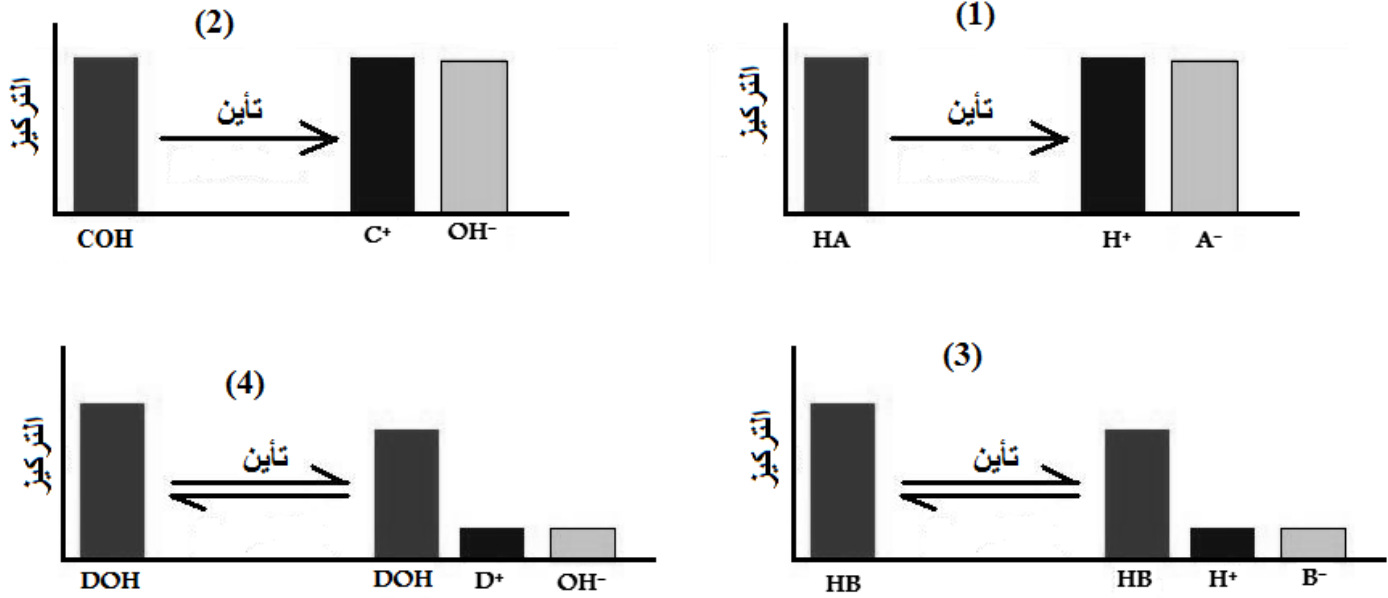 (1)
التركيز
تأين
HA
H⁺
A⁻
(2)
التركيز
تأين
COH
C⁺
OH⁻
(3)
التركيز
تأين
HB
HB
H⁺
B⁻
(4)
التركيز
تأين
DOH
DOH
D⁺
OH⁻